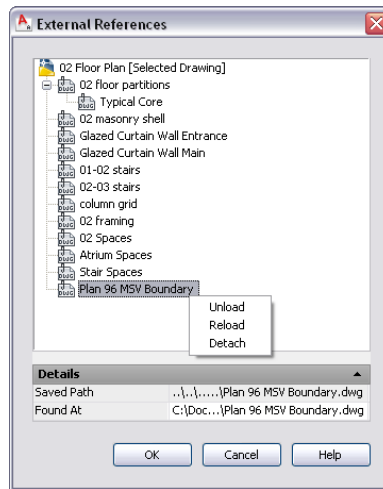 External References
02 Floor Plan [Selected Drawing]
02 floor partitions
Typical Core
02 masonry shell
Glazed Curtain Wall Entrance
Glazed Curtain Wall Main
01-02 stairs
02-03 stairs
column grid
02 framing
02 Spaces
Atrium Spaces
Stair Spaces
Plan 96 MSV Boundary
Unload
Reload
Detach
Details
Saved Path ..\..\.....\Plan 96 MSV Boundary.dwg
Found At C:\Doc...\Plan 96 MSV Boundary.dwg
OK Cancel Help